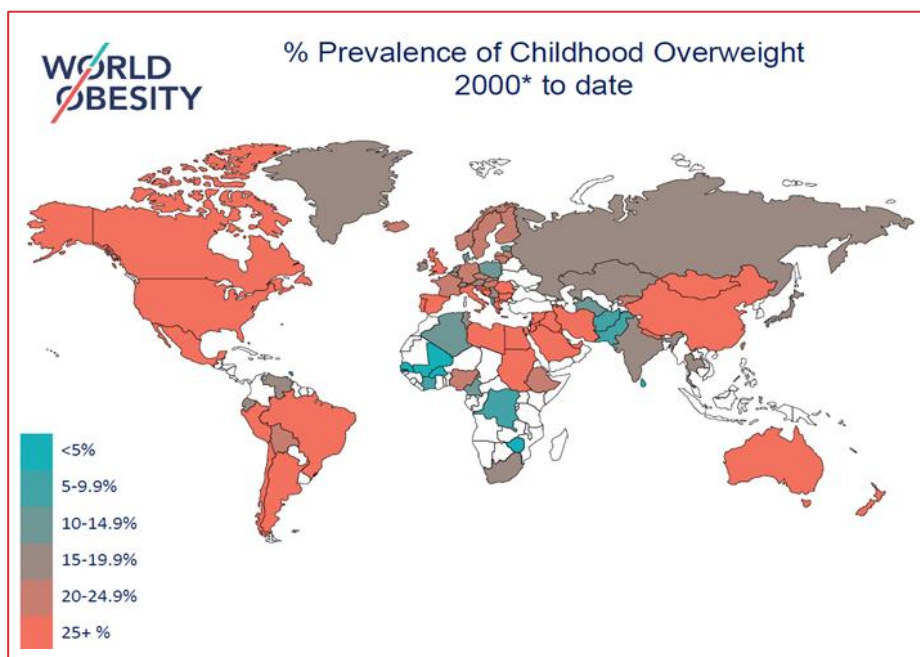 WORLD
OBESITY
% Prevalence of Childhood Overweight
2000* to date
<5%
5-9.9%
10-14.9%
15-19.9%
20-24.9%
25+ %